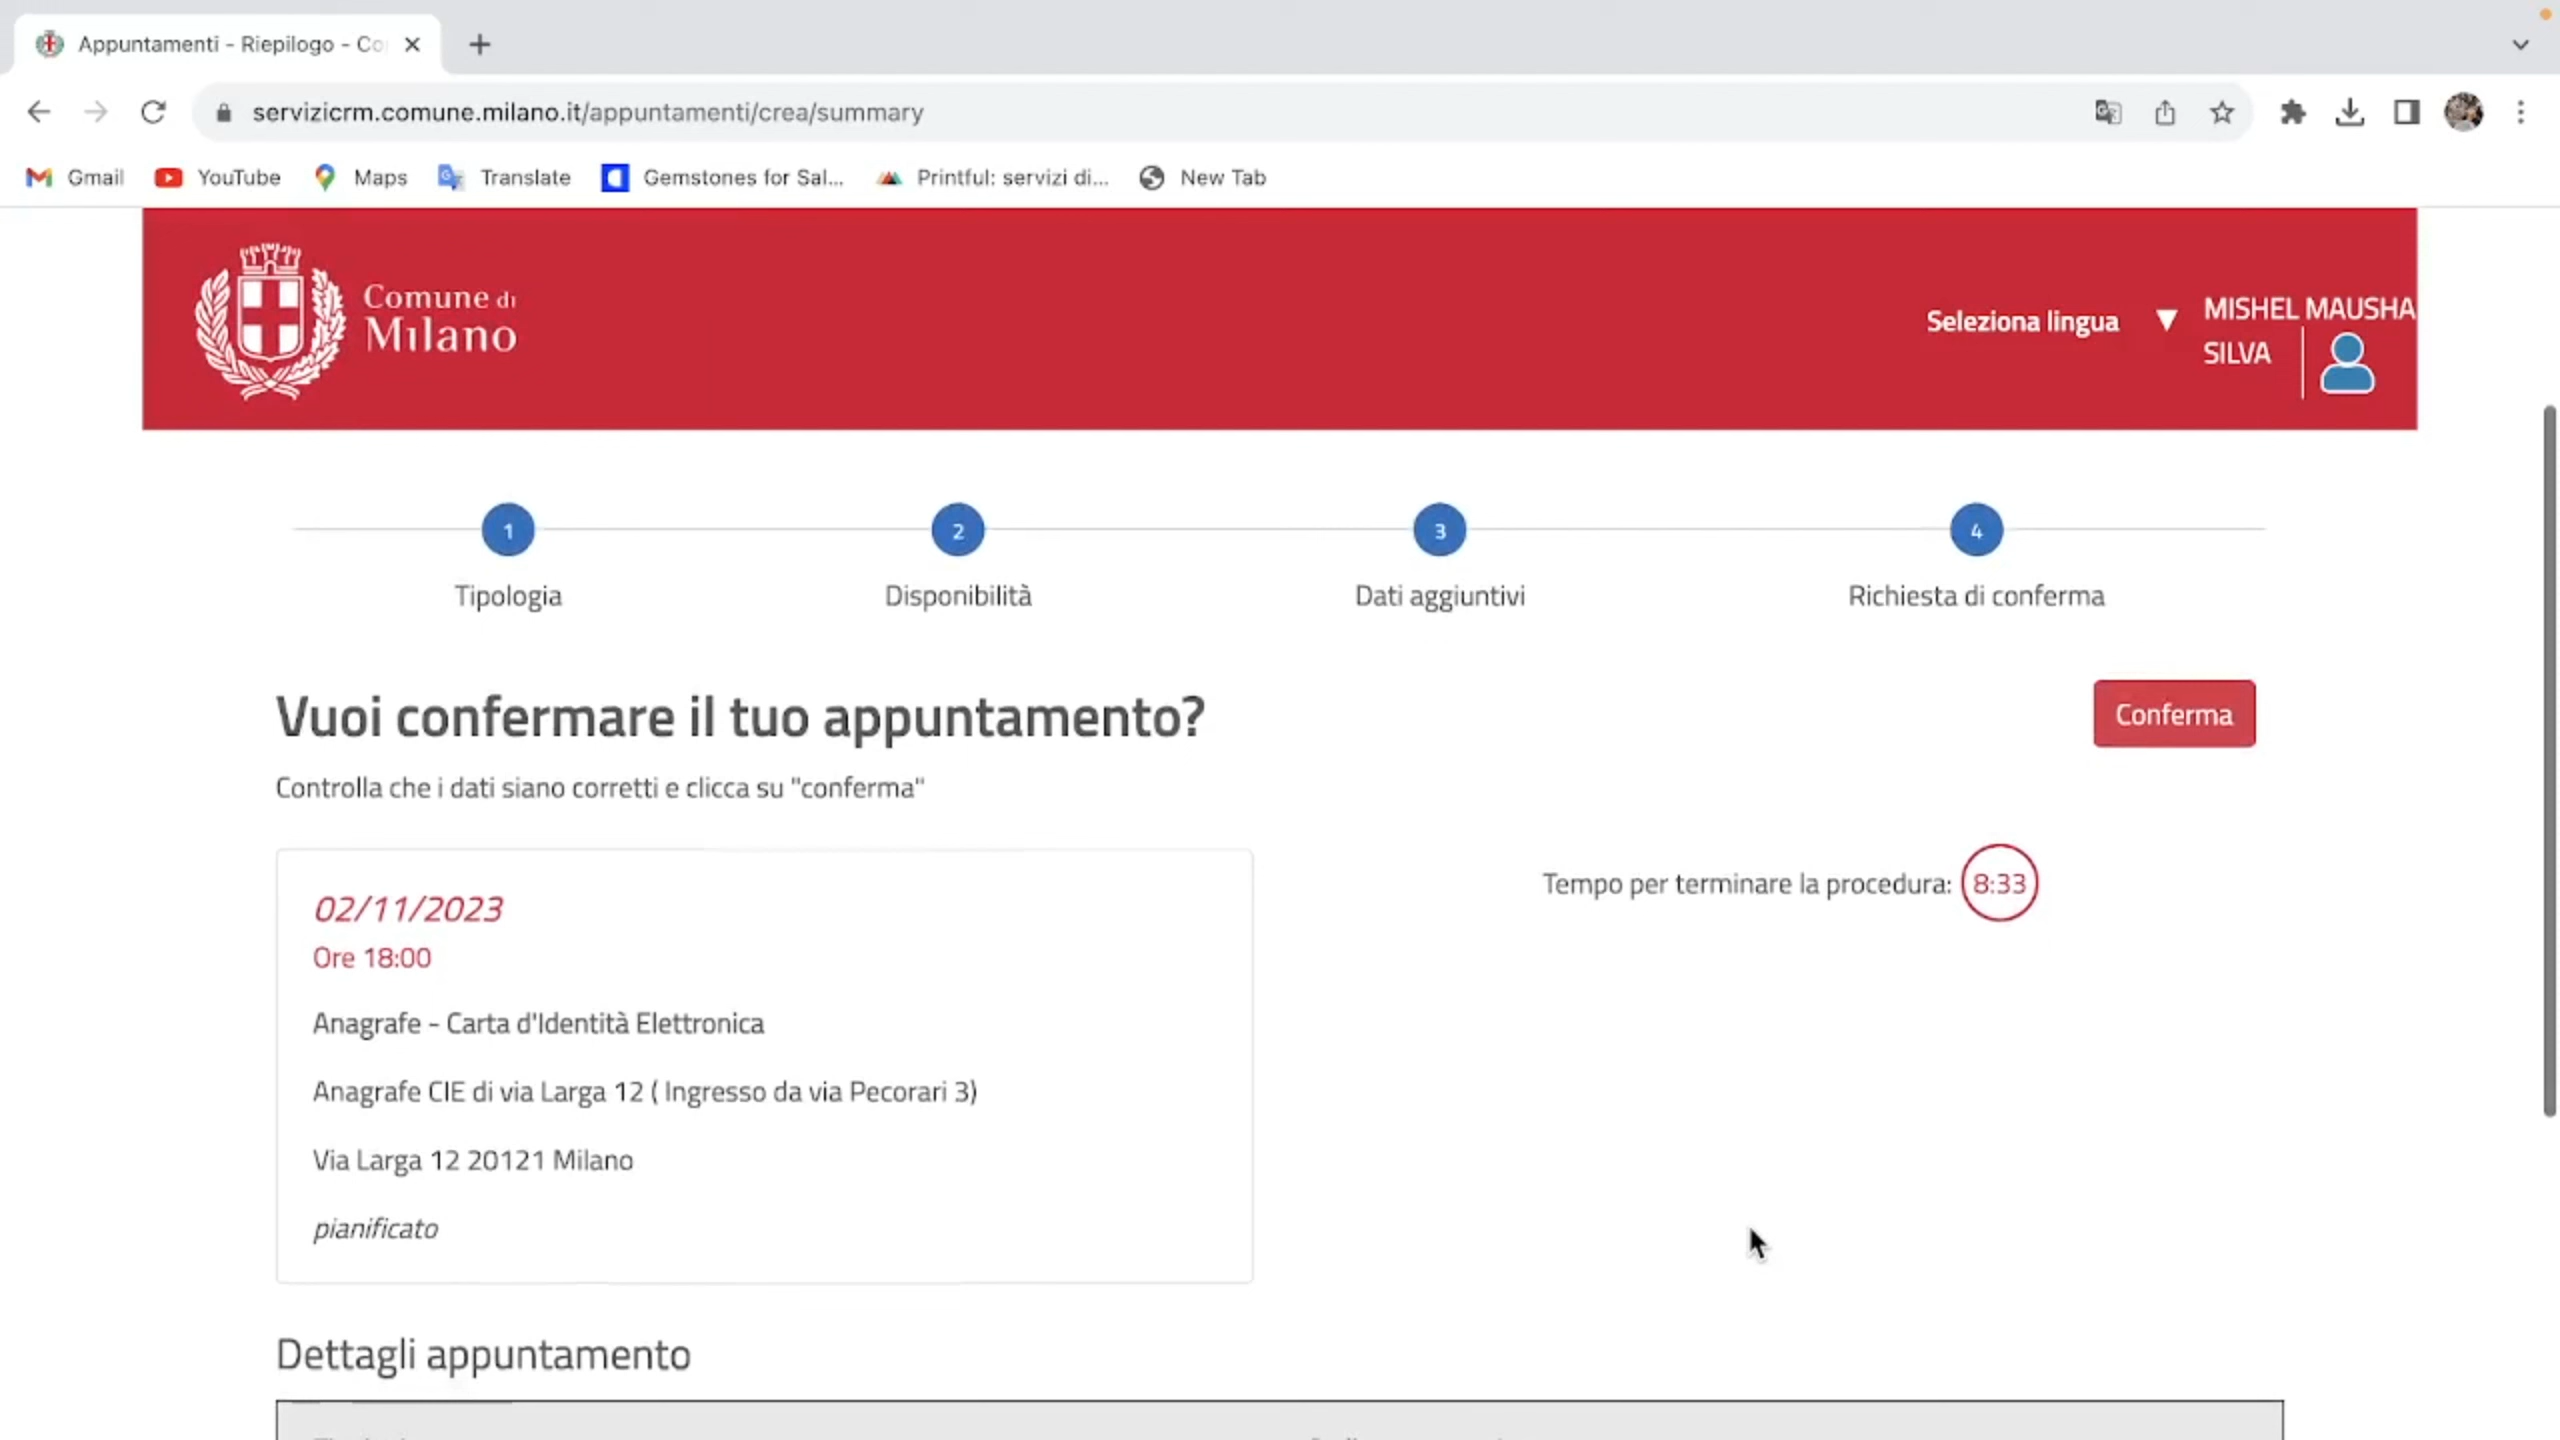 Appuntamenti - Riepilogo - Co
servizicrm.comune.milano.it/appuntamenti/crea/summary
Gmail
YouTube
Maps
Translate
Gemstones for Sal...
Printful: servizi di...
New Tab
Comune di
Milano
Seleziona lingua
MISHEL MAUSHA
SILVA
1
2
3
4
Tipologia
Disponibilità
Dati aggiuntivi
Richiesta di conferma
Vuoi confermare il tuo appuntamento?
Conferma
Controlla che i dati siano corretti e clicca su "conferma"
02/11/2023
Ore 18:00
Tempo per terminare la procedura: 8:33
Anagrafe - Carta d'Identità Elettronica
Anagrafe CIE di via Larga 12 ( Ingresso da via Pecorari 3)
Via Larga 12 20121 Milano
pianificato
Dettagli appuntamento